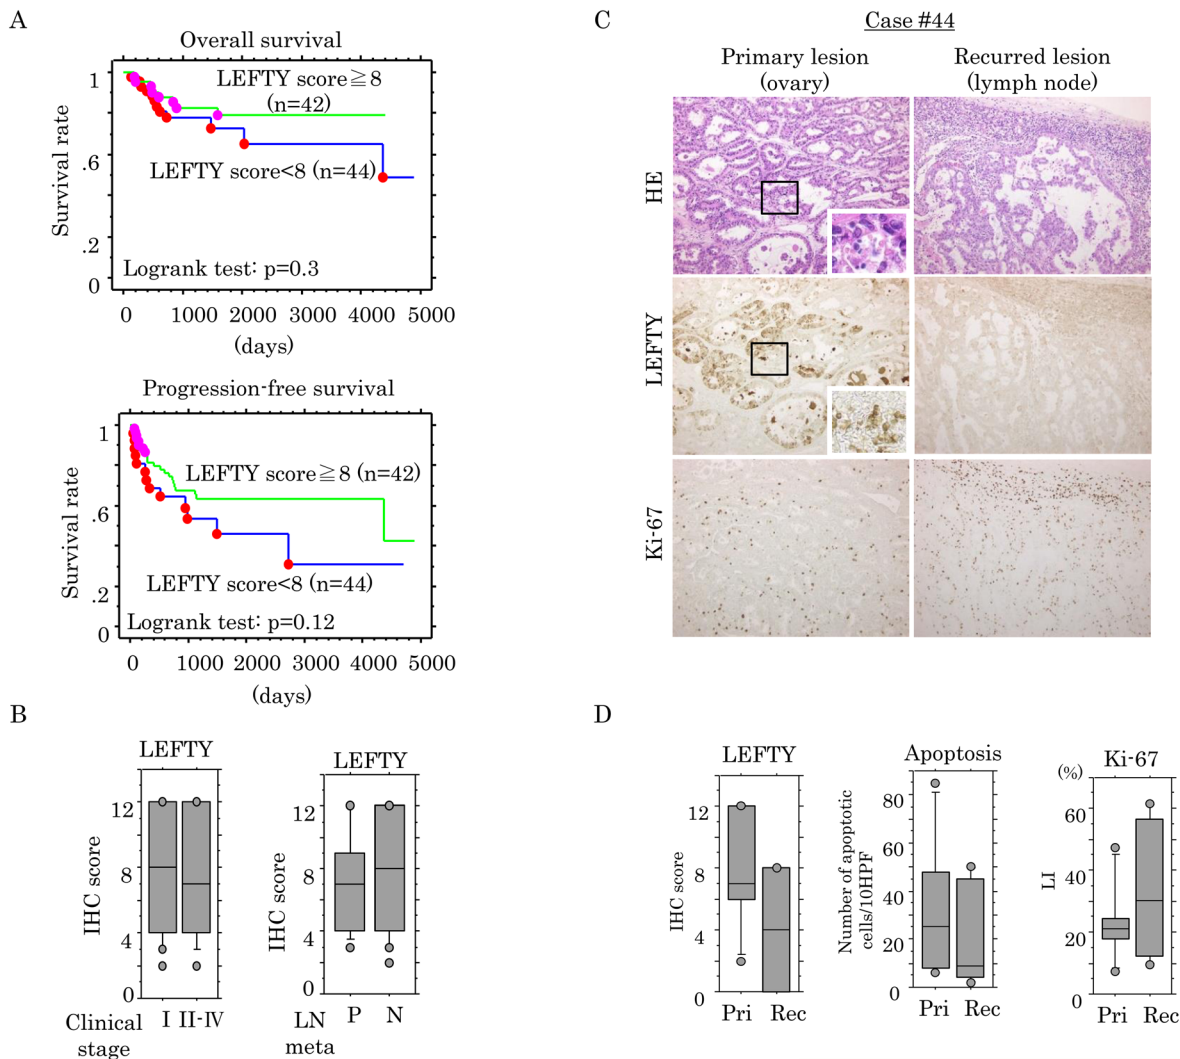 A
Overall survival
Survival rate
1
.6
.2
0
LEFTY score≧8
(n=42)
LEFTY score<8 (n=44)
Logrank test: p=0.3
0 1000 2000 3000 4000 5000
(days)
Progression-free survival
Survival rate
1
.6
.2
0
LEFTY score≧8 (n=42)
LEFTY score<8 (n=44)
Logrank test: p=0.12
0 1000 2000 3000 4000 5000
(days)
B
LEFTY
IHC score
12
8
4
0
Clinical
stage
I II-IV
LEFTY
IHC score
12
8
4
0
LN
meta
P N
C
Case #44
Primary lesion
(ovary)
Recurred lesion
(lymph node)
HE
LEFTY
Ki-67
D
LEFTY
IHC score
12
8
4
0
Pri Rec
Apoptosis
Number of apoptotic
cells/10HPF
80
60
40
20
0
Pri Rec
Ki-67
(%)
LI
80
60
40
20
0
Pri Rec